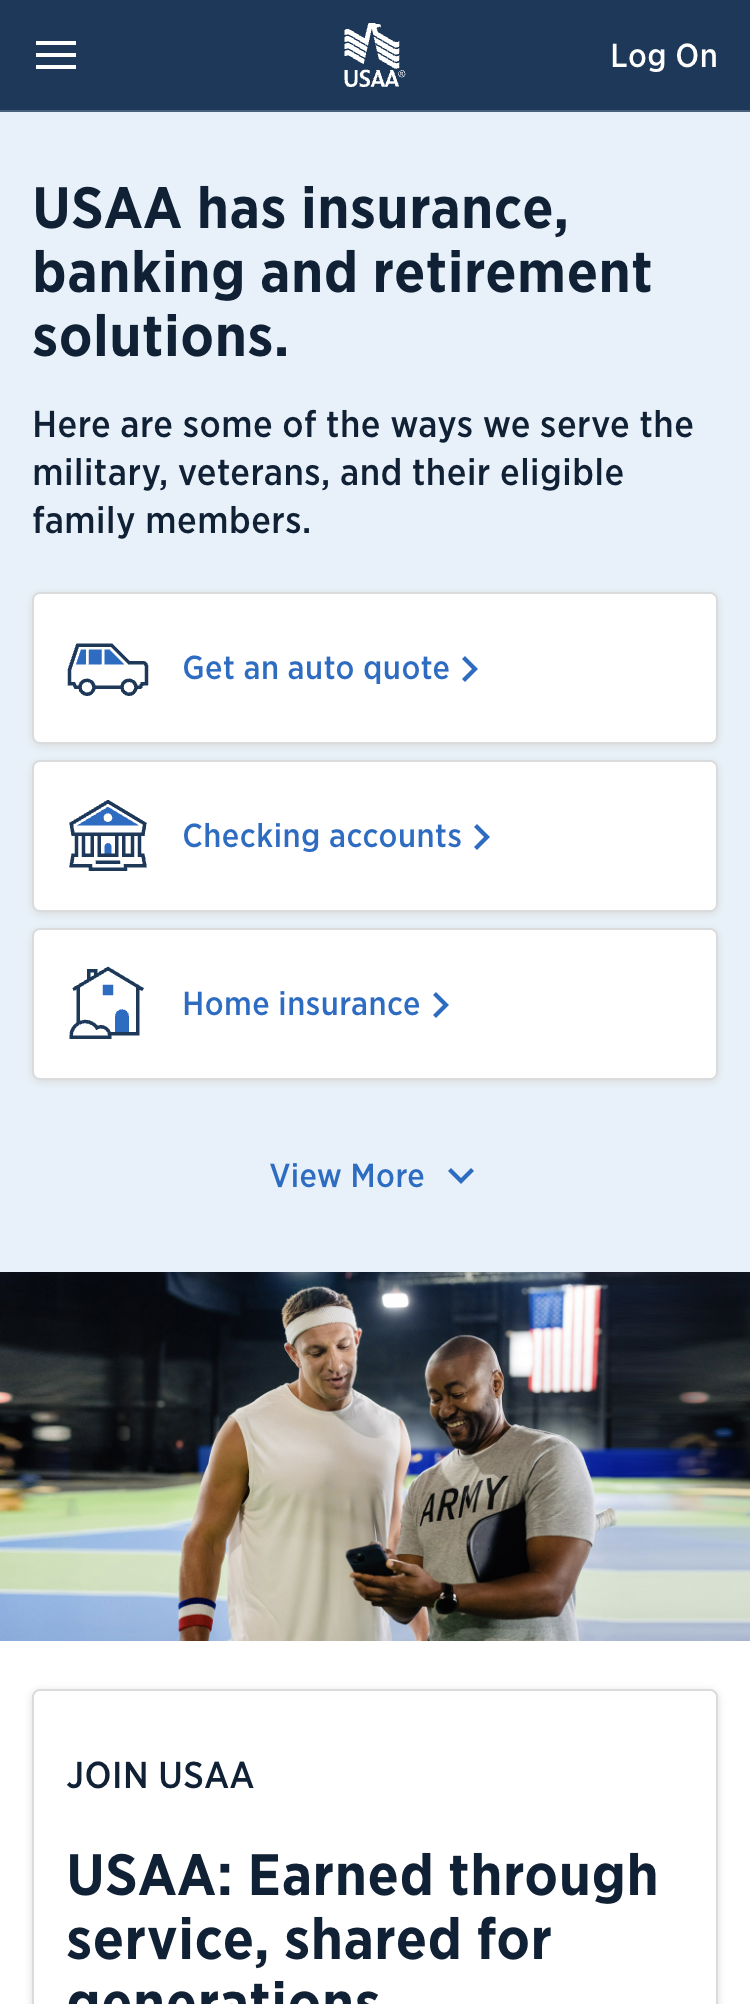 USAA®
Log On
USAA has insurance,
banking and retirement
solutions.
Here are some of the ways we serve the
military, veterans, and their eligible
family members.
Get an auto quote
Checking accounts
Home insurance
View More
ARMY
JOIN USAA
USAA: Earned through
service, shared for
generations